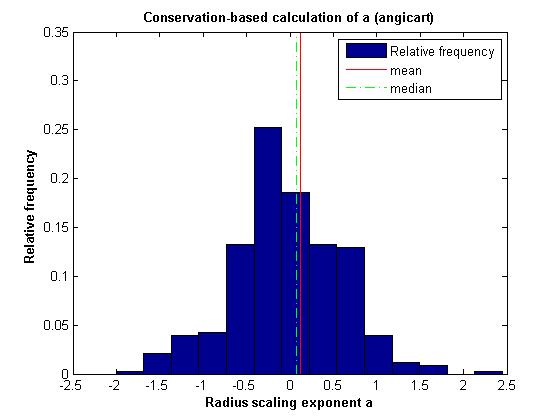 Conservation-based calculation of a (angicart)
0.35
0.3
0.25
0.2
0.15
0.1
0.05
0
Relative frequency
Relative frequency
mean
median
-2.5 -2 -1.5 -1 -0.5 0 0.5 1 1.5 2 2.5
Radius scaling exponent a